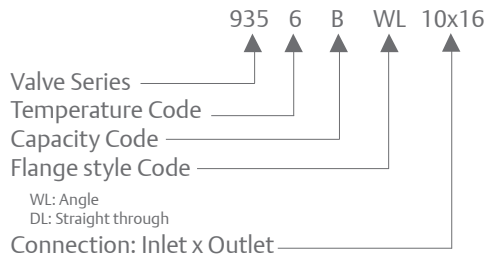 935 6 B WL 10x16
Valve Series
Temperature Code
Capacity Code
Flange style Code
WL: Angle
DL: Straight through
Connection: Inlet x Outlet